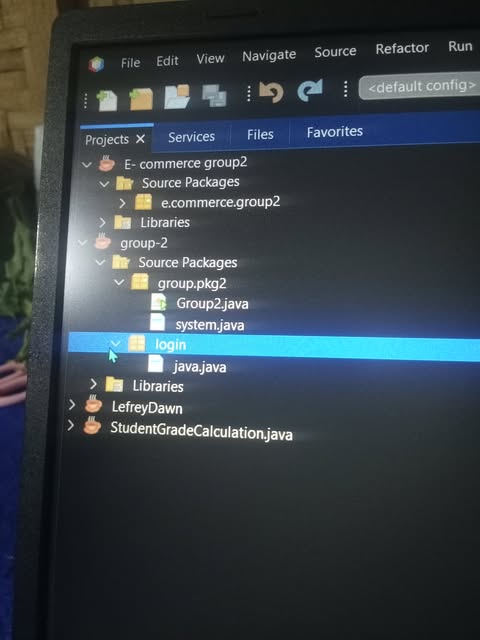 File Edit View Navigate Source Refactor Run
<default config>
Projects Services Files Favorites
E- commerce group2
Source Packages
e.commerce.group2
Libraries
group-2
Source Packages
group.pkg2
Group2.java
system.java
login
java.java
Libraries
LefreyDawn
StudentGradeCalculation.java